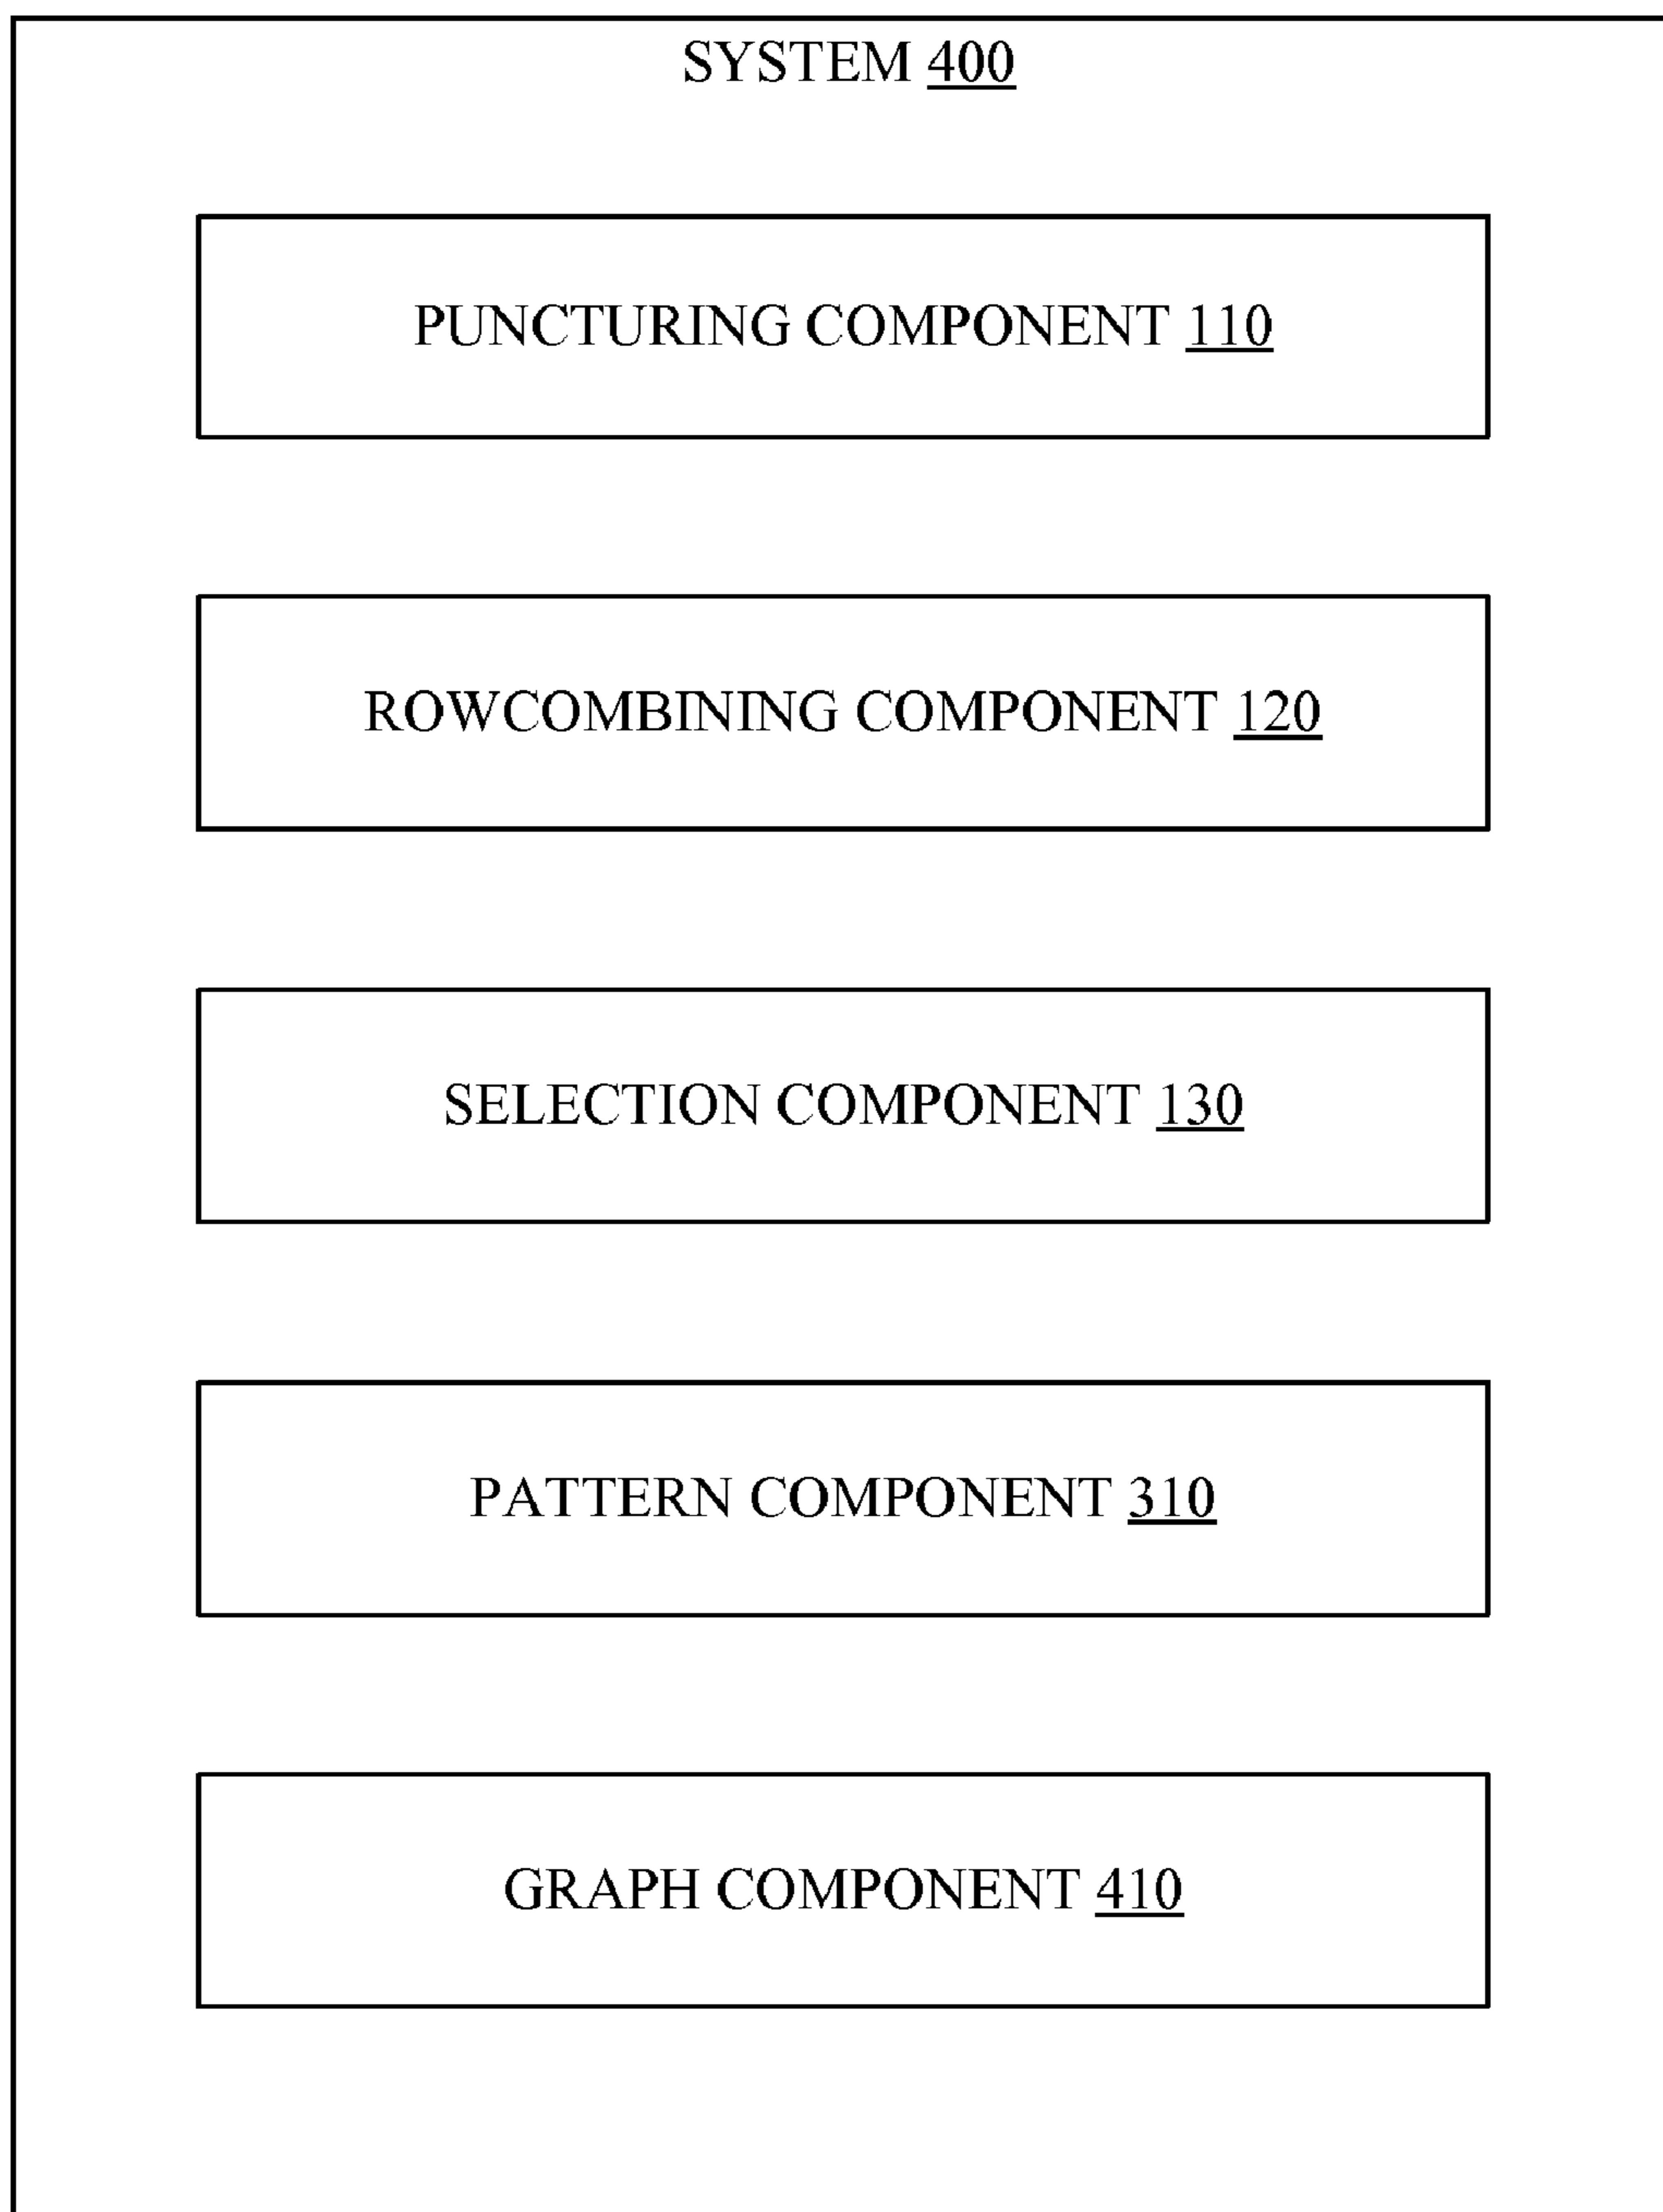 SYSTEM 400
PUNCTURING COMPONENT 110
ROWCOMBINING COMPONENT 120
SELECTION COMPONENT 130
PATTERN COMPONENT 310
GRAPH COMPONENT 410